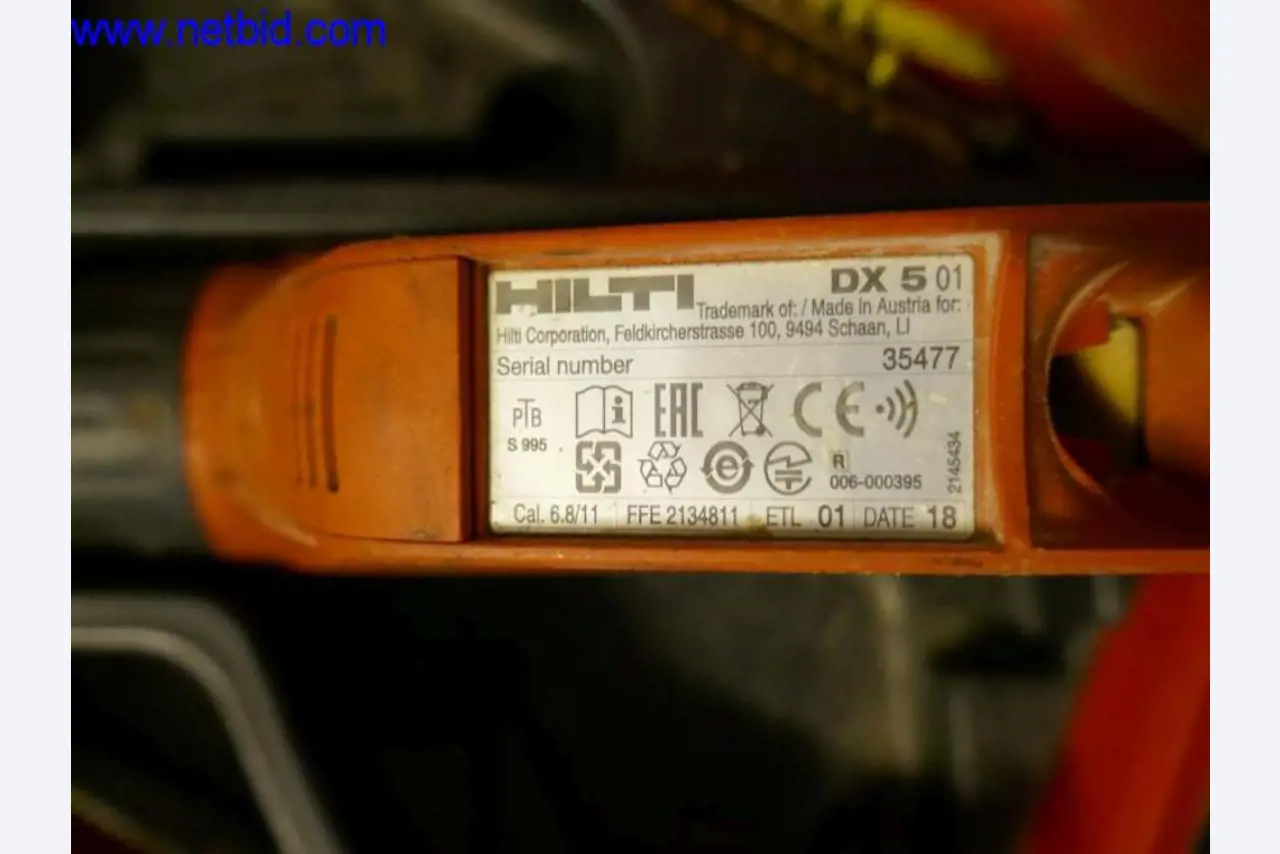 www.netbid.com
HILTI DX 5 01
Trademark of: / Made in Austria for:
Hilti Corporation, Feldkircherstrasse 100, 9494 Schaan, LI
Serial number 35477
PTB
S 995
EAC
CE
R
006-000395
2145434
Cal. 6.8/11 FFE 2134811 ETL 01 DATE 18